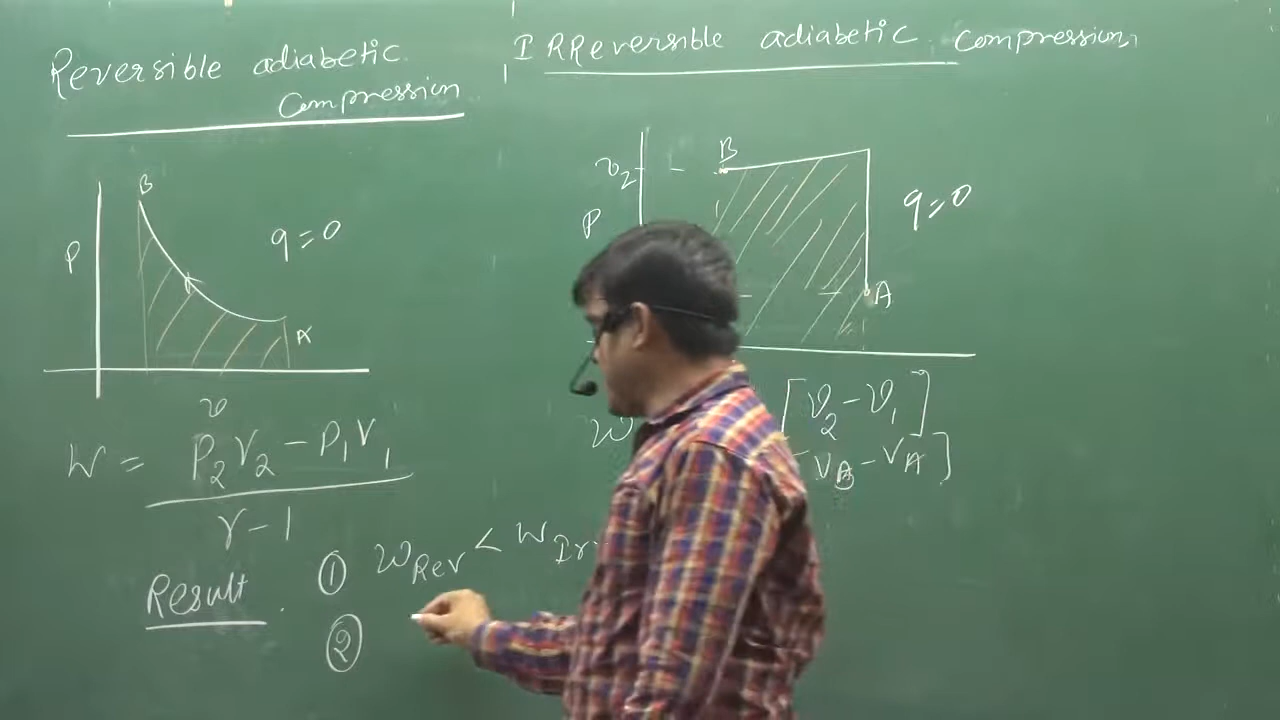 Reversible adiabetic
Compression
P
B
A
q=0
v
W = P2V2 - P1V1
γ-1
Result
① WRev < WIr
②
IRReversible adiabetic Compression
v2
P
B
A
q=0
W [v2 - v1]
[VB - VA]